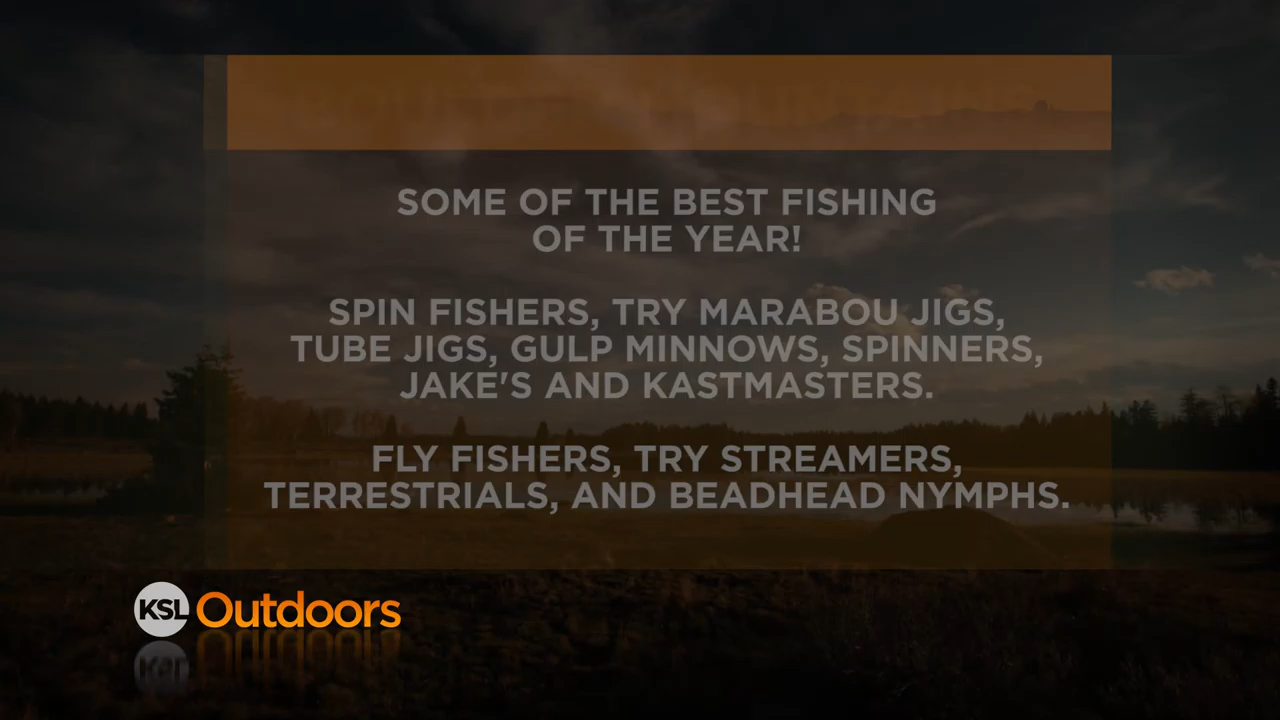 SOME OF THE BEST FISHING
OF THE YEAR!
SPIN FISHERS, TRY MARABOU JIGS,
TUBE JIGS, GULP MINNOWS, SPINNERS,
JAKE'S AND KASTMASTERS.
FLY FISHERS, TRY STREAMERS,
TERRESTRIALS, AND BEADHEAD NYMPHS.
KSL Outdoors